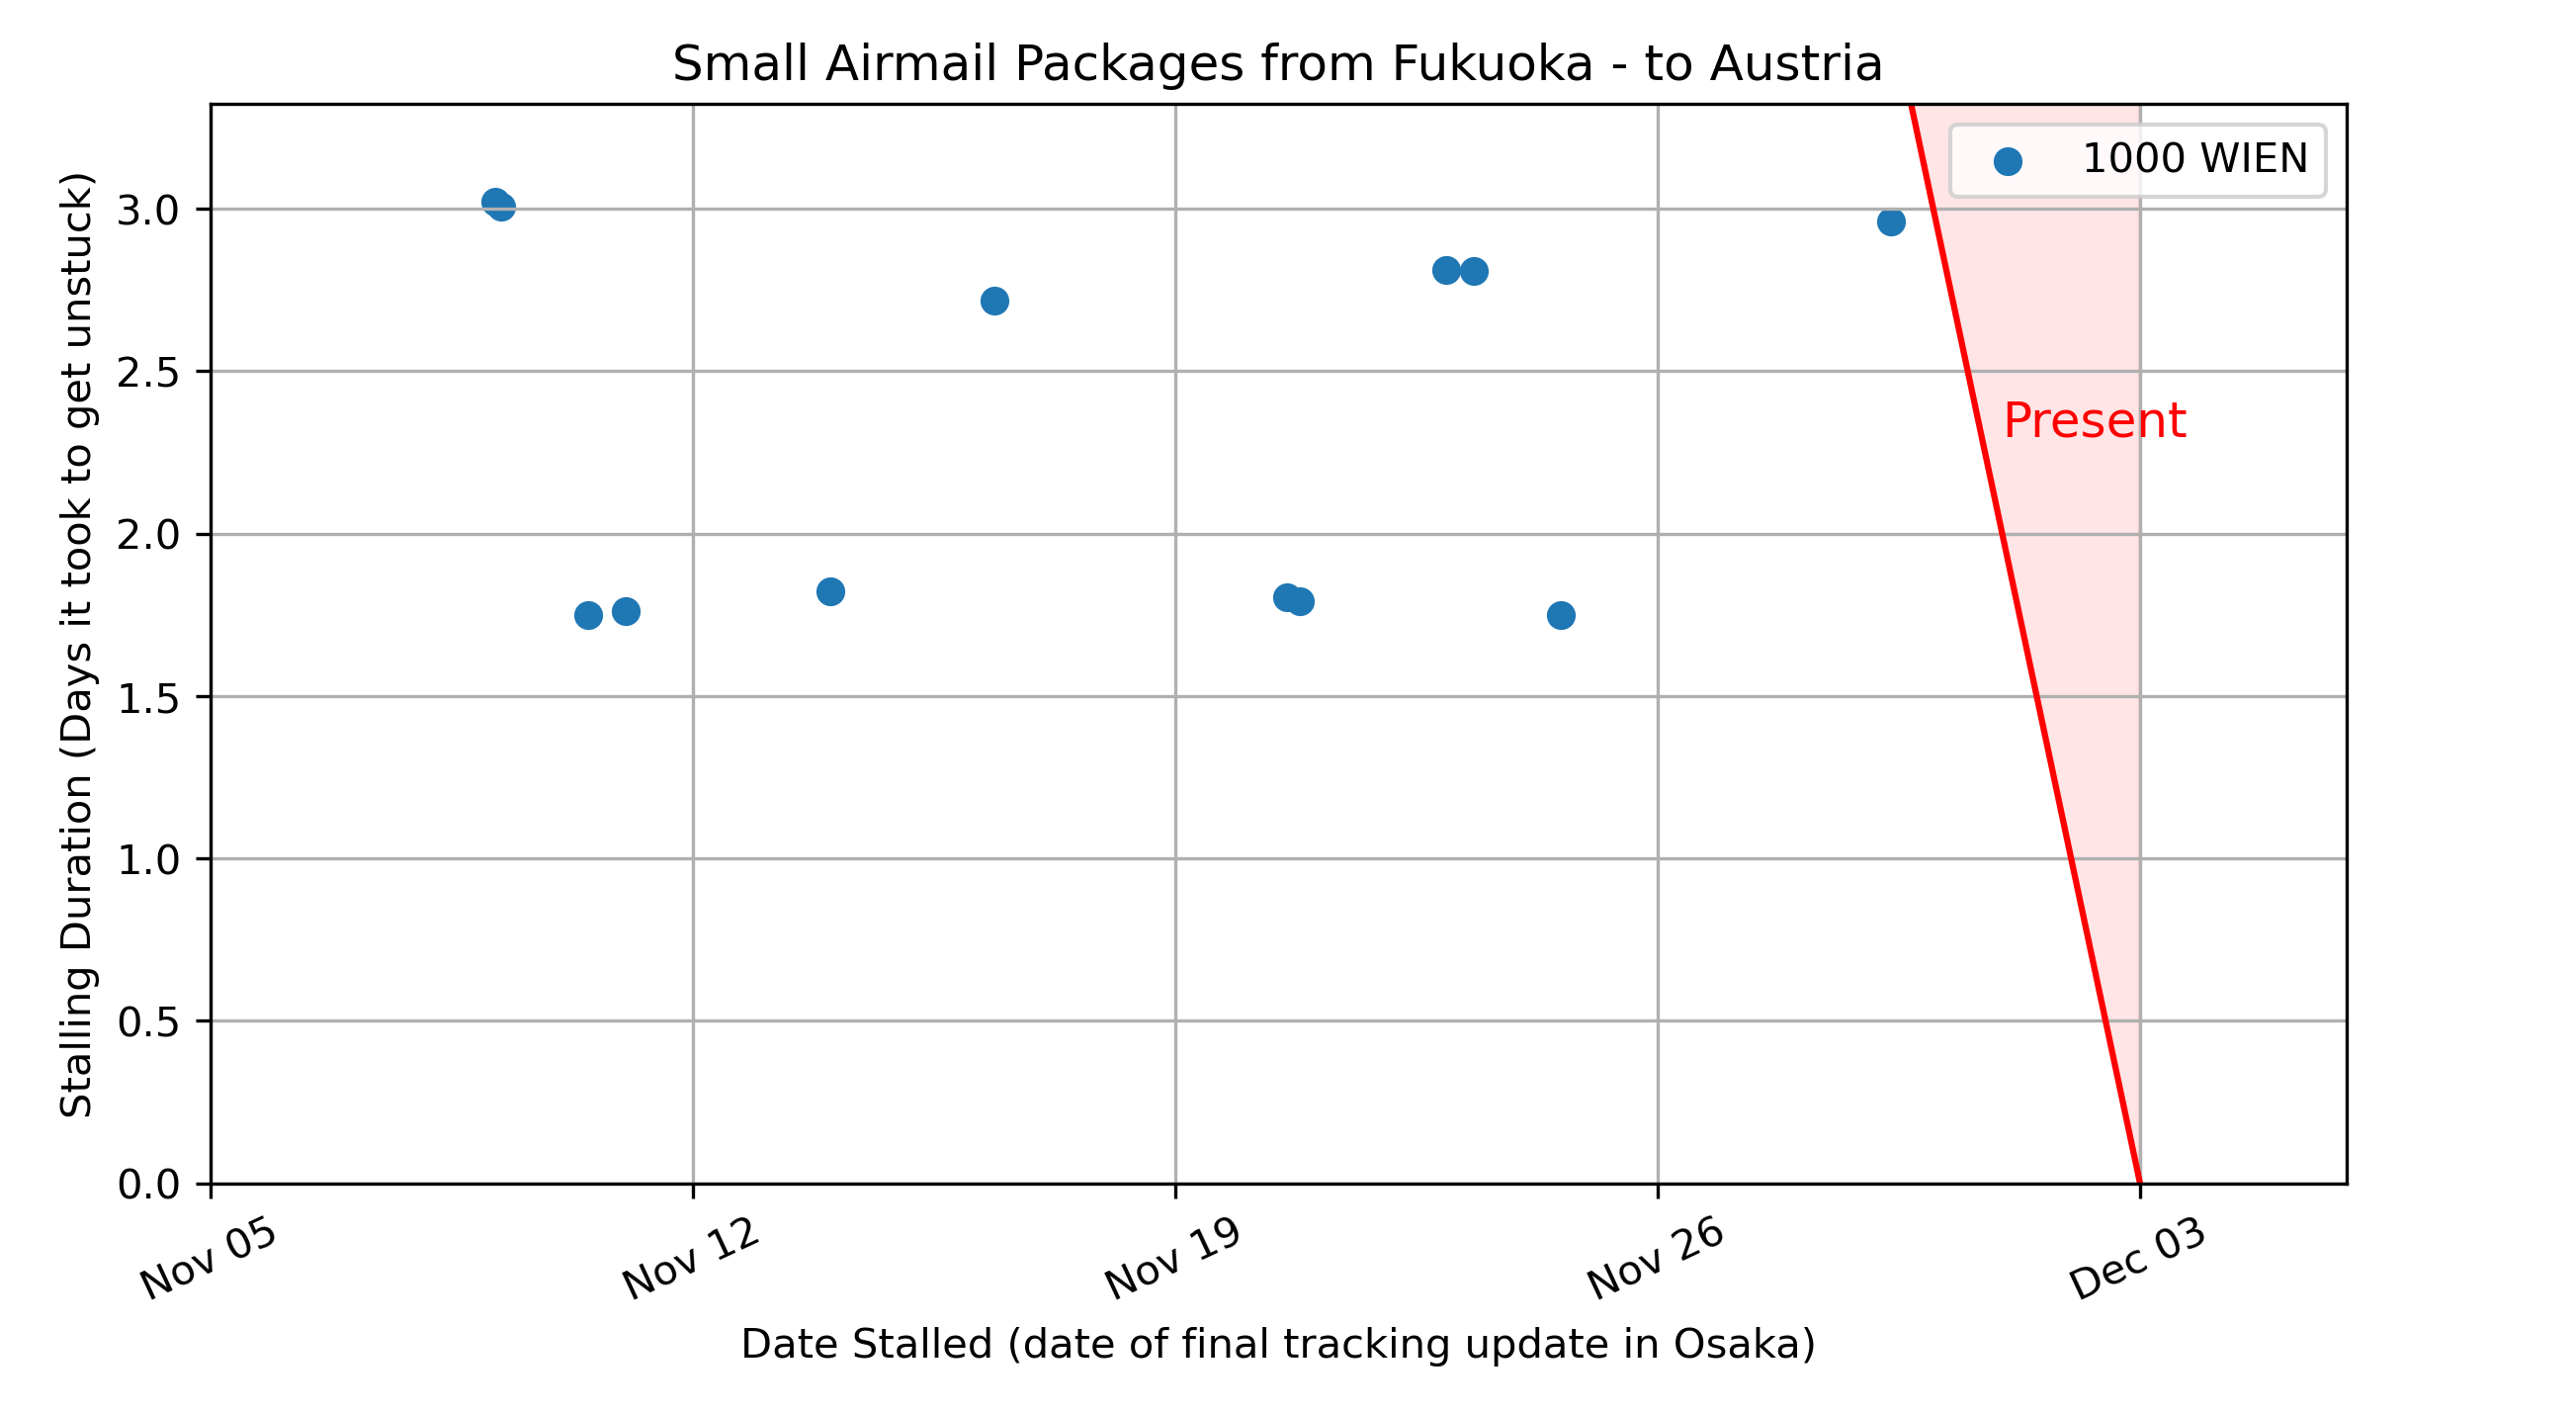 Small Airmail Packages from Fukuoka - to Austria
1000 WIEN
Present
Stalling Duration (Days it took to get unstuck)
3.0
2.5
2.0
1.5
1.0
0.5
0.0
Nov 05
Nov 12
Nov 19
Nov 26
Dec 03
Date Stalled (date of final tracking update in Osaka)